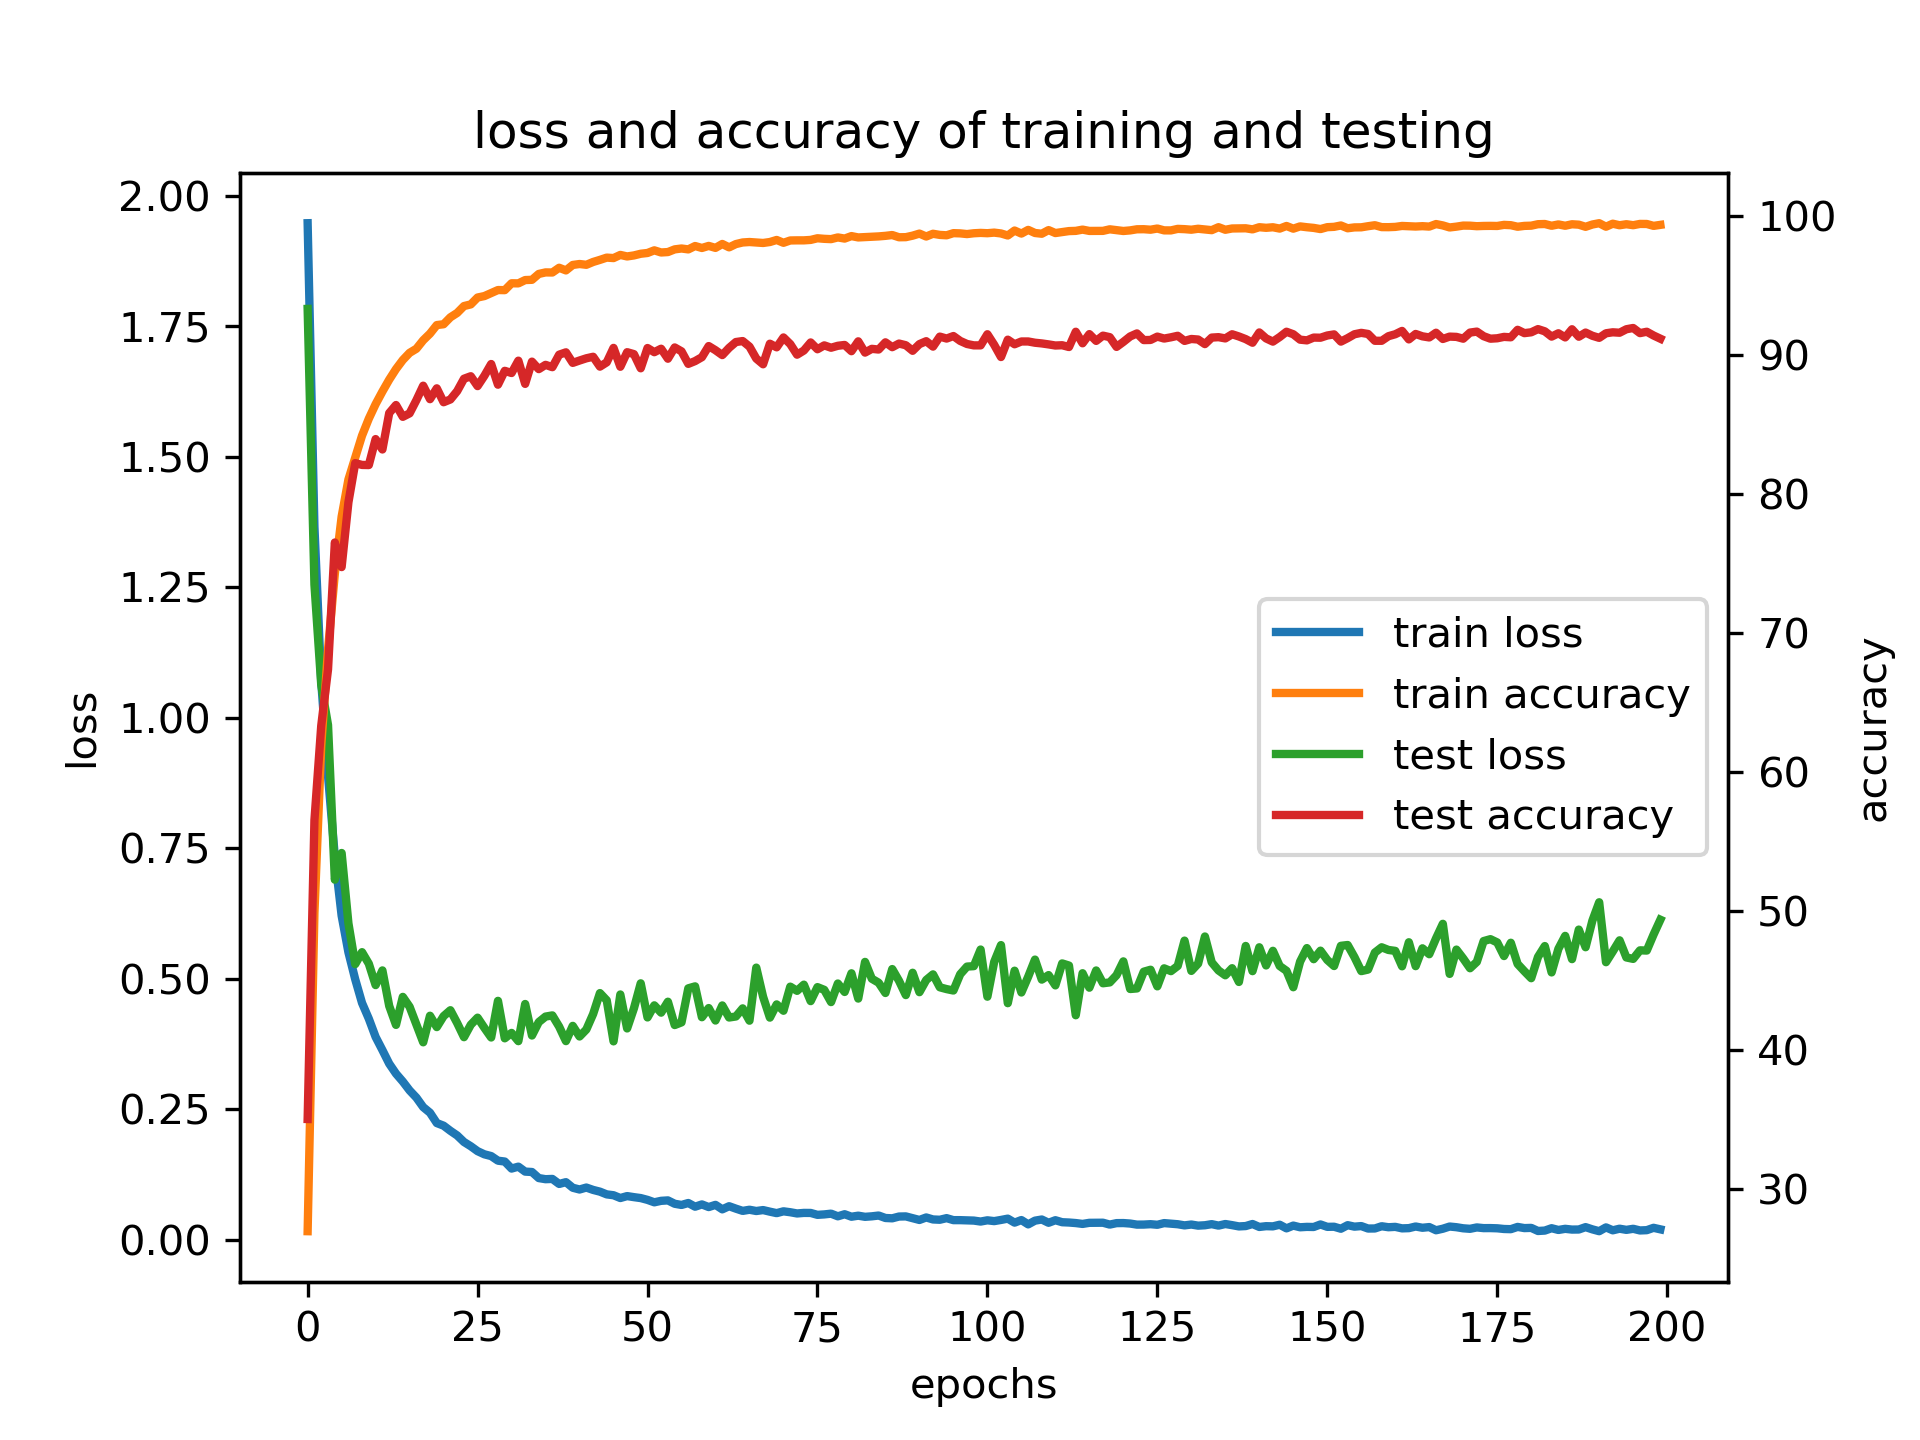 loss and accuracy of training and testing
2.00
1.75
1.50
1.25
1.00
0.75
0.50
0.25
0.00
loss
100
90
80
70
60
50
40
30
accuracy
train loss
train accuracy
test loss
test accuracy
0 25 50 75 100 125 150 175 200
epochs